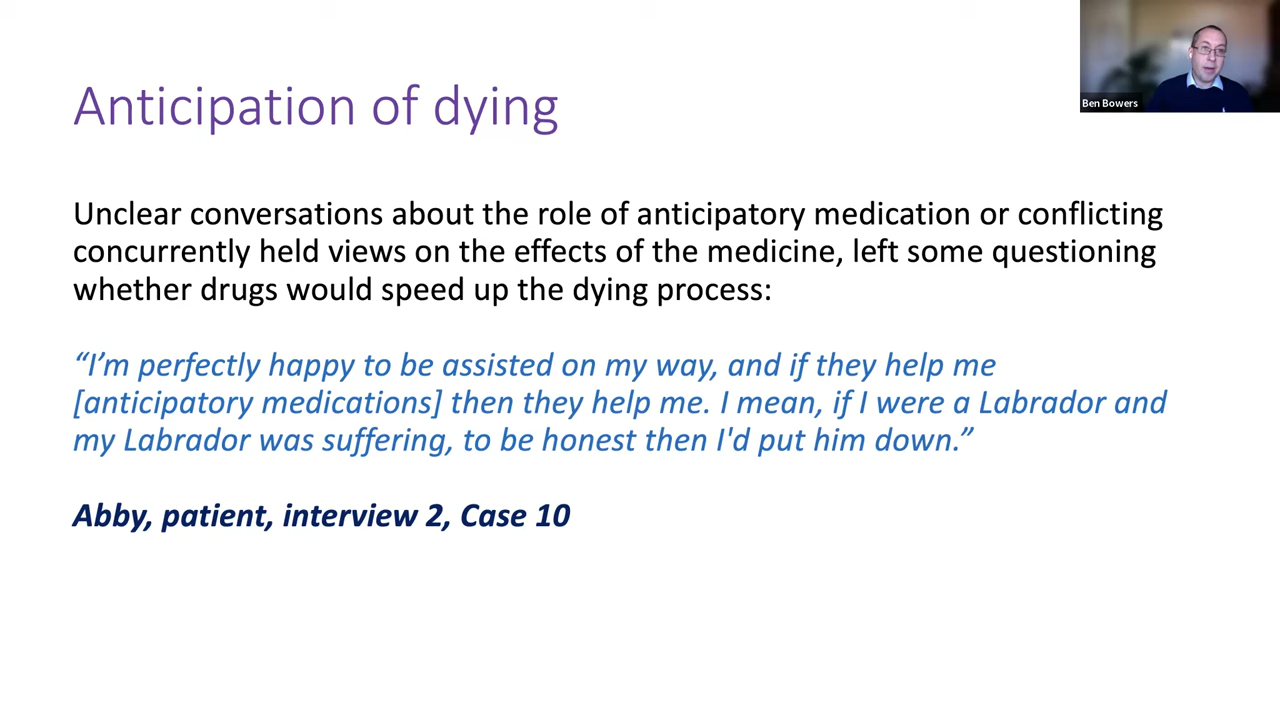 Anticipation of dying
Ben Bowers
Unclear conversations about the role of anticipatory medication or conflicting
concurrently held views on the effects of the medicine, left some questioning
whether drugs would speed up the dying process:
“I’m perfectly happy to be assisted on my way, and if they help me
[anticipatory medications] then they help me. I mean, if I were a Labrador and
my Labrador was suffering, to be honest then I'd put him down.”
Abby, patient, interview 2, Case 10